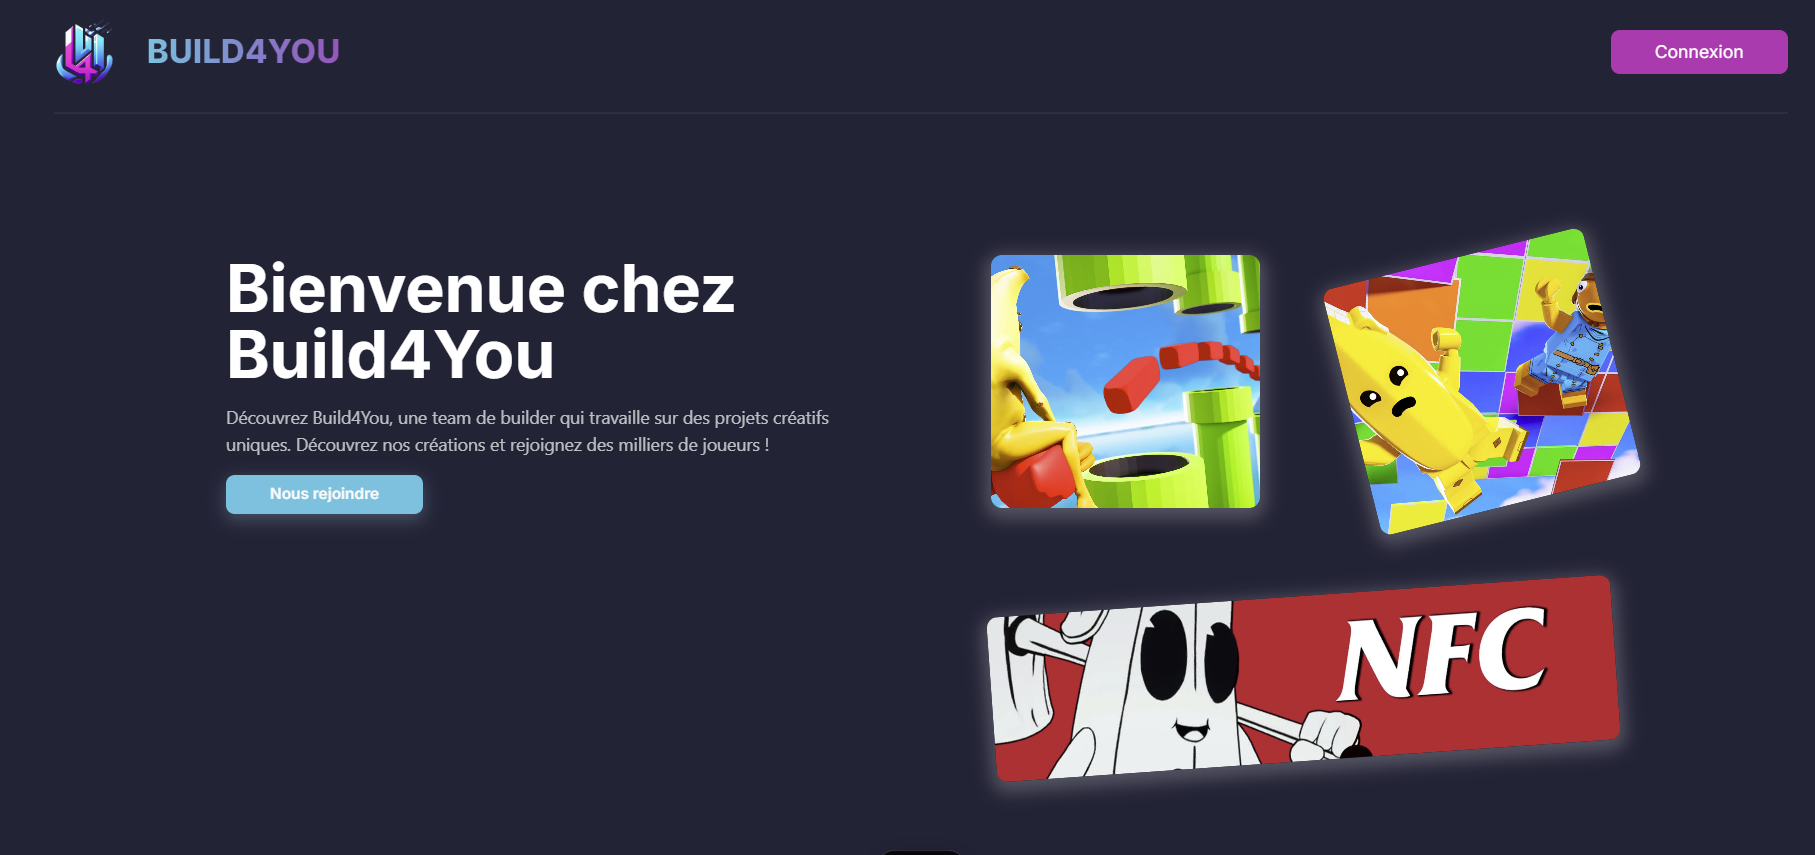 BUILD4YOU
Connexion
Bienvenue chez
Build4You
Découvrez Build4You, une team de builder qui travaille sur des projets créatifs
uniques. Découvrez nos créations et rejoignez des milliers de joueurs !
Nous rejoindre
NFC